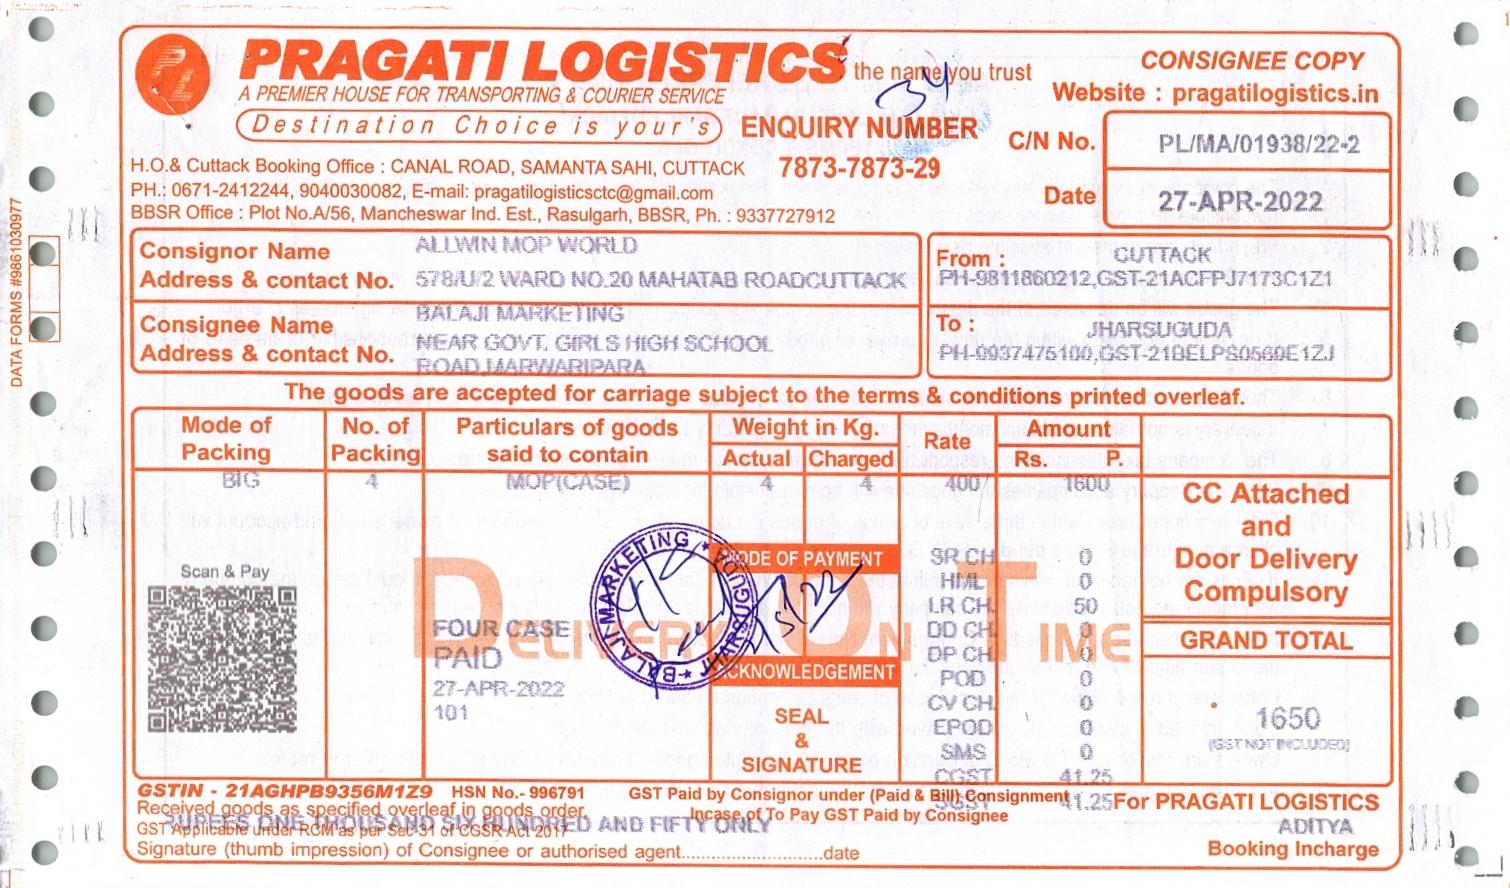 PRAGATI LOGISTICS the name you trust
A PREMIER HOUSE FOR TRANSPORTING & COURIER SERVICE
Destination Choice is your's
34
CONSIGNEE COPY
Website : pragatilogistics.in
ENQUIRY NUMBER
7873-7873-29
C/N No. PL/MA/01938/22-2
Date 27-APR-2022
H.O.& Cuttack Booking Office : CANAL ROAD, SAMANTA SAHI, CUTTACK
PH.: 0671-2412244, 9040030082, E-mail: pragatilogisticsctc@gmail.com
BBSR Office : Plot No.A/56, Mancheswar Ind. Est., Rasulgarh, BBSR, Ph. : 9337727912
DATA FORMS #9861030977
Consignor Name ALLWIN MOP WORLD
Address & contact No. 578/U/2 WARD NO.20 MAHATAB ROADCUTTACK
From : CUTTACK
PH-9811860212,GST-21ACFPJ7173C1Z1
Consignee Name BALAJI MARKETING
Address & contact No. NEAR GOVT. GIRLS HIGH SCHOOL
ROAD,MARWARIPARA
To : JHARSUGUDA
PH-9937475100,GST-21BELPS0569E1ZJ
The goods are accepted for carriage subject to the terms & conditions printed overleaf.
Mode of Packing
No. of Packing
Particulars of goods said to contain
Weight in Kg.
Actual Charged
Rate
Amount
Rs. P.
BIG 4 MOP(CASE) 4 4 400/ 1600
CC Attached
and
Door Delivery
Compulsory
GRAND TOTAL
1650
(GST NOT INCLUDED)
Scan & Pay
DELIVERY ON TIME
FOUR CASE
PAID
27-APR-2022
101
BALAJI MARKETING
JHARSUGUDA
MODE OF PAYMENT
ACKNOWLEDGEMENT
SEAL
&
SIGNATURE
SR CH 0
HML 0
LR CH. 50
DD CH 0
DP CH. 0
POD 0
CV CH. 0
EPOD 0
SMS 0
CGST 41.25
SGST 41.25
GSTIN - 21AGHPB9356M1Z9 HSN No.- 996791
GST Paid by Consignor under (Paid & Bill) Consignment
Incase of To Pay GST Paid by Consignee
Received goods as specified overleaf in goods order
RUPEES ONE THOUSAND SIX HUNDRED AND FIFTY ONLY
GST Applicable under RCM as per Sec-31 of CGSR Act 2017
Signature (thumb impression) of Consignee or authorised agent..........................date
For PRAGATI LOGISTICS
ADITYA
Booking Incharge